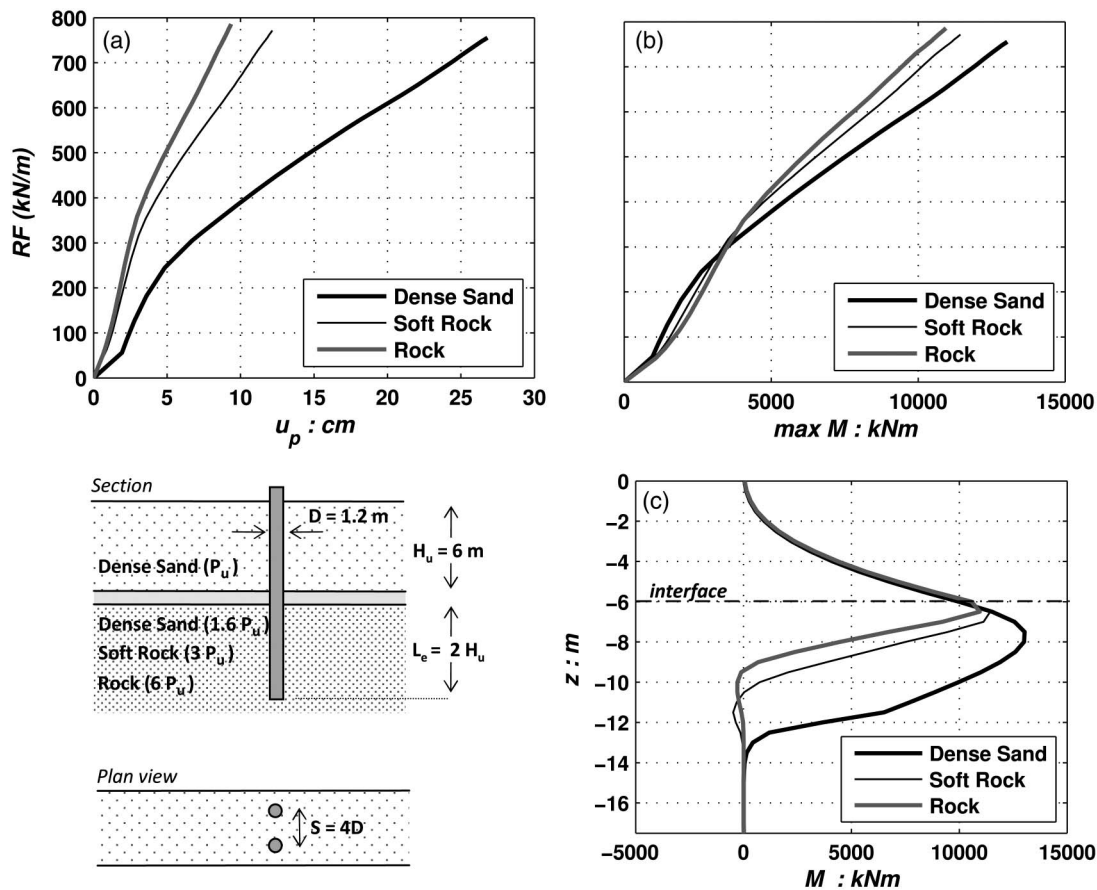 (a)
800
700
600
500
400
300
200
100
0
RF (kN/m)
Dense Sand
Soft Rock
Rock
0 5 10 15 20 25 30
u_p : cm
(b)
Dense Sand
Soft Rock
Rock
0 5000 10000 15000
max M : kNm
Section
D = 1.2 m
H_u = 6 m
Dense Sand (P_u)
Dense Sand (1.6 P_u)
Soft Rock (3 P_u)
Rock (6 P_u)
L_e = 2 H_u
Plan view
S = 4D
(c)
0
−2
−4
interface
−6
−8
−10
−12
−14
−16
z : m
Dense Sand
Soft Rock
Rock
−5000 0 5000 10000 15000
M : kNm